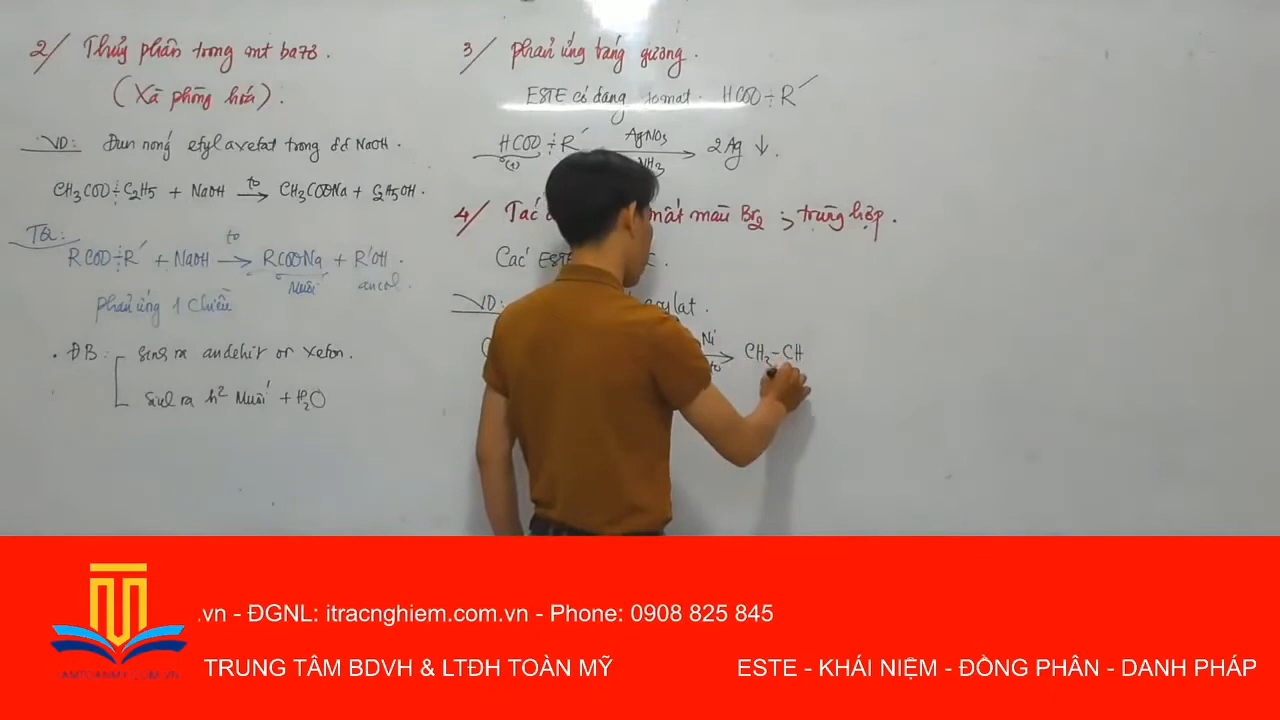 2/ Thủy phân trong mt bazơ.
(Xà phòng hoá).
VD: Đun nóng etyl axetat trong dd NaOH.
CH3COO÷C2H5 + NaOH →(to) CH3COONa + C2H5OH.
TQ:
RCOO÷R' + NaOH →(to) RCOONa + R'OH.
Muối ancol.
phản ứng 1 chiều
. ĐB: sinh ra andehit or xeton.
sinh ra h2 Muối + H2O
3/ phản ứng tráng gương.
ESTE có dạng fomat. HCOO÷R'
HCOO÷R' →(AgNO3 NH3) 2Ag ↓.
4/ Tác mất màu Br2 ; trùng hợp.
Các ESTE
VD: lat.
Ni to → CH2-CH
.vn - ĐGNL: itracnghiem.com.vn - Phone: 0908 825 845
TRUNG TÂM BDVH & LTĐH TOÀN MỸ ESTE - KHÁI NIỆM - ĐỒNG PHÂN - DANH PHÁP